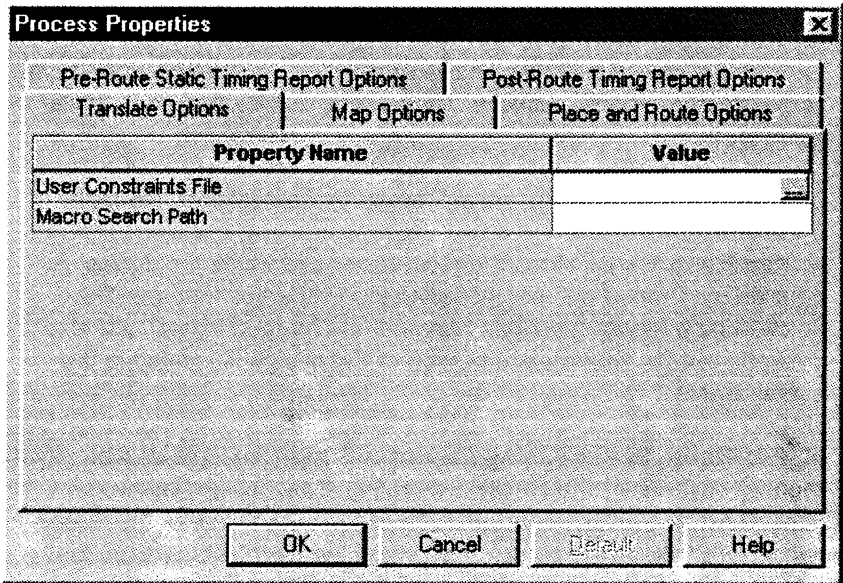 Process Properties
Pre-Route Static Timing Report Options Post-Route Timing Report Options
Translate Options Map Options Place and Route Options
Property Name Value
User Constraints File ...
Macro Search Path
OK Cancel Default Help